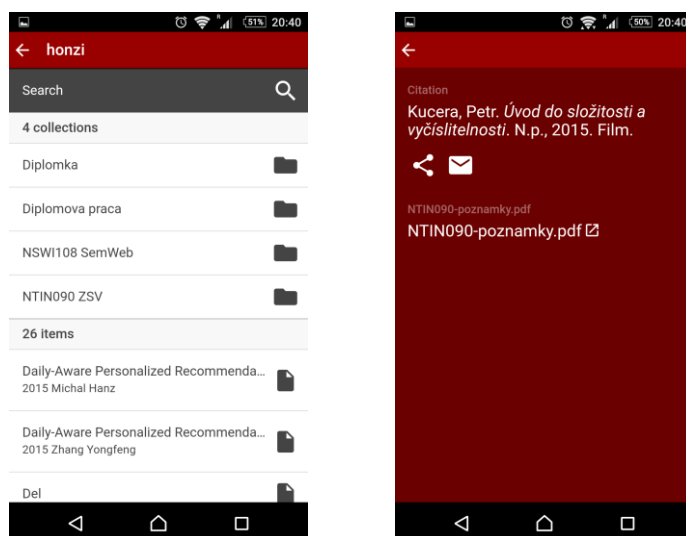 51% 20:40
honzi
Search
4 collections
Diplomka
Diplomova praca
NSWI108 SemWeb
NTIN090 ZSV
26 items
Daily-Aware Personalized Recommenda...
2015 Michal Hanz
Daily-Aware Personalized Recommenda...
2015 Zhang Yongfeng
Del
R 50% 20:40
Citation
Kucera, Petr. Úvod do složitosti a
vyčíslitelnosti. N.p., 2015. Film.
NTIN090-poznamky.pdf
NTIN090-poznamky.pdf